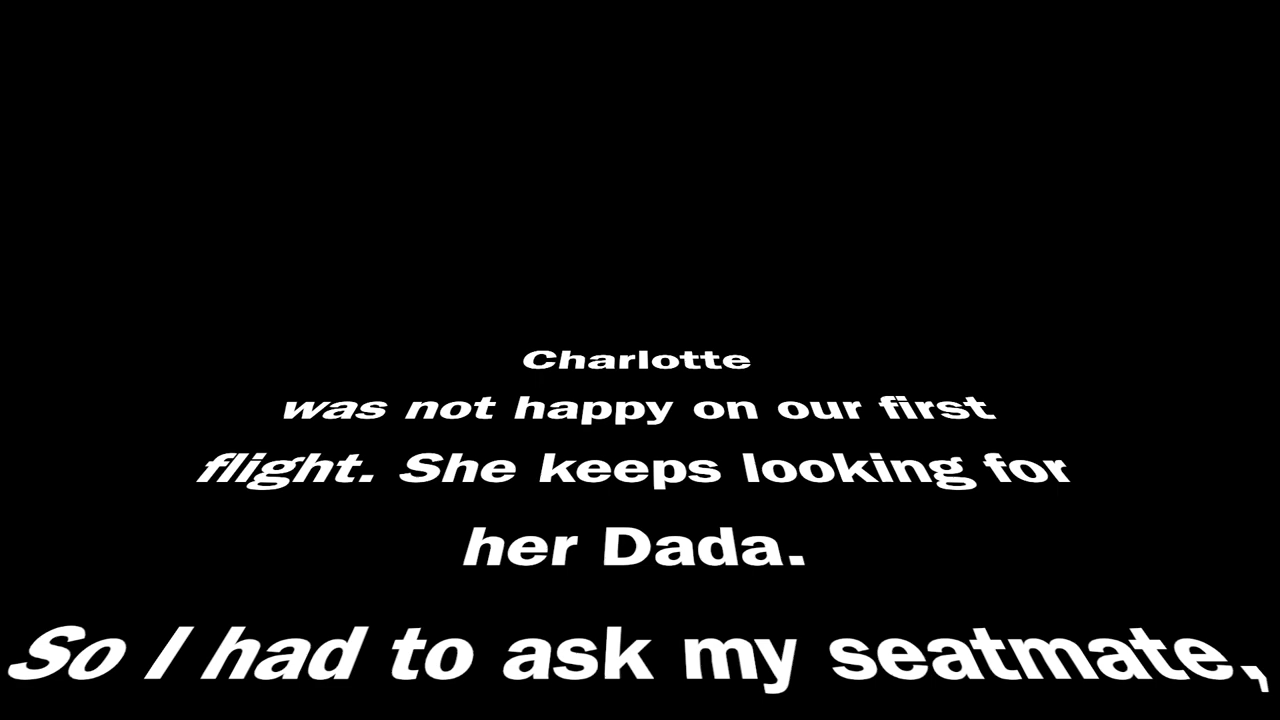 Charlotte
was not happy on our first
flight. She keeps looking for
her Dada.
So I had to ask my seatmate,